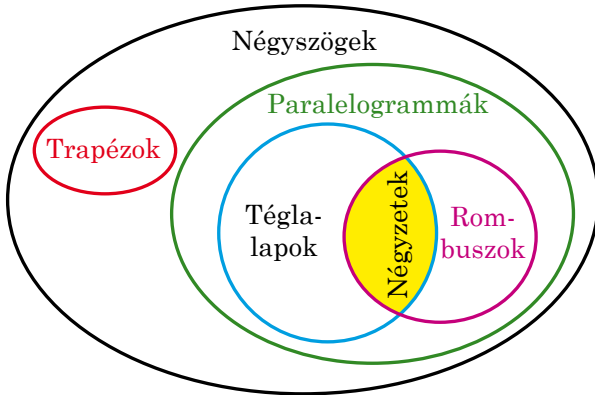 Négyszögek
Paralelogrammák
Trapézok
Tégla-
lapok
Négyzetek
Rom-
buszok